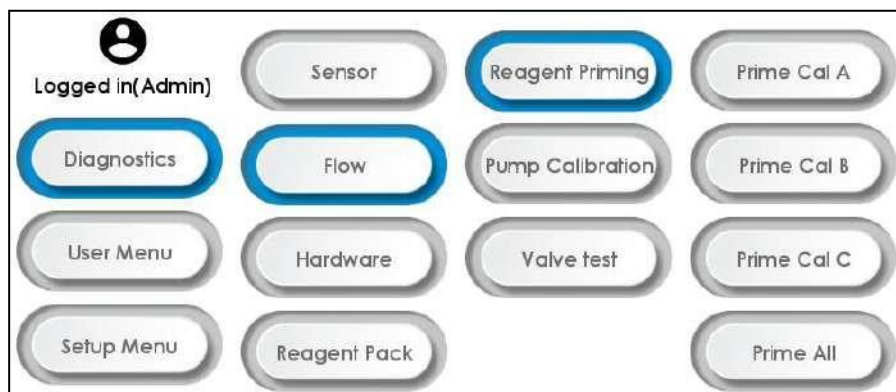 Logged in(Admin)
Diagnostics
User Menu
Setup Menu
Sensor
Flow
Hardware
Reagent Pack
Reagent Priming
Pump Calibration
Valve test
Prime Cal A
Prime Cal B
Prime Cal C
Prime All